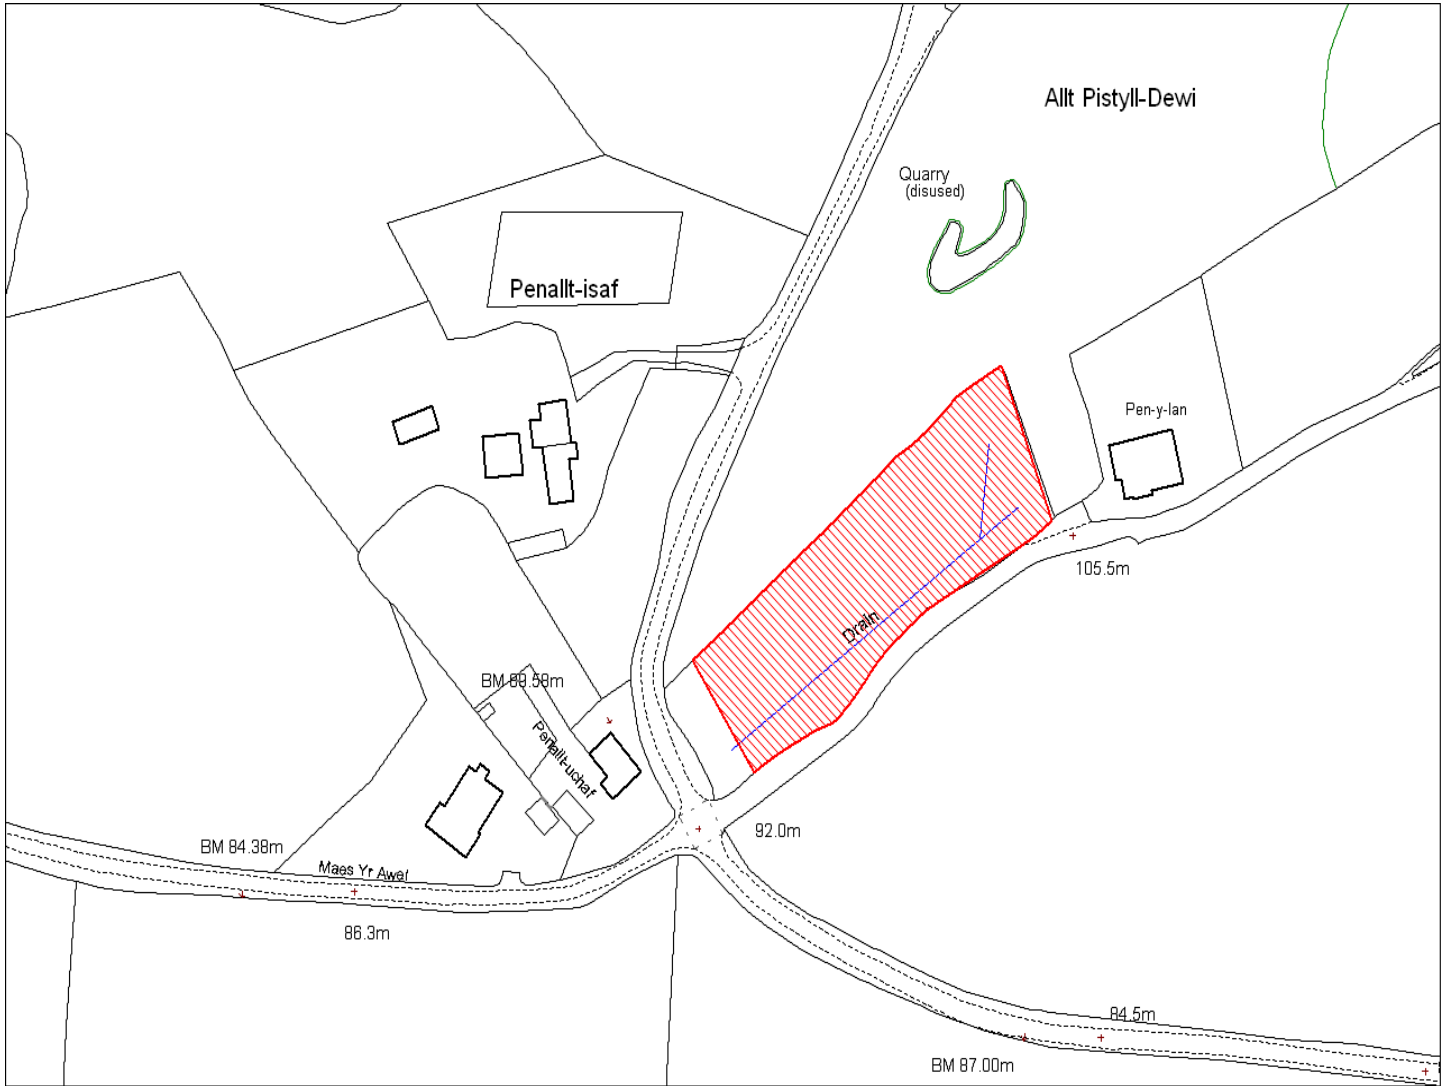 Allt Pistyll-Dewi
Quarry
(disused)
Penallt-isaf
Pen-y-lan
105.5m
Drain
BM 89.59m
Penallt-uchaf
92.0m
BM 84.38m
Maes Yr Awel
86.3m
84.5m
BM 87.00m